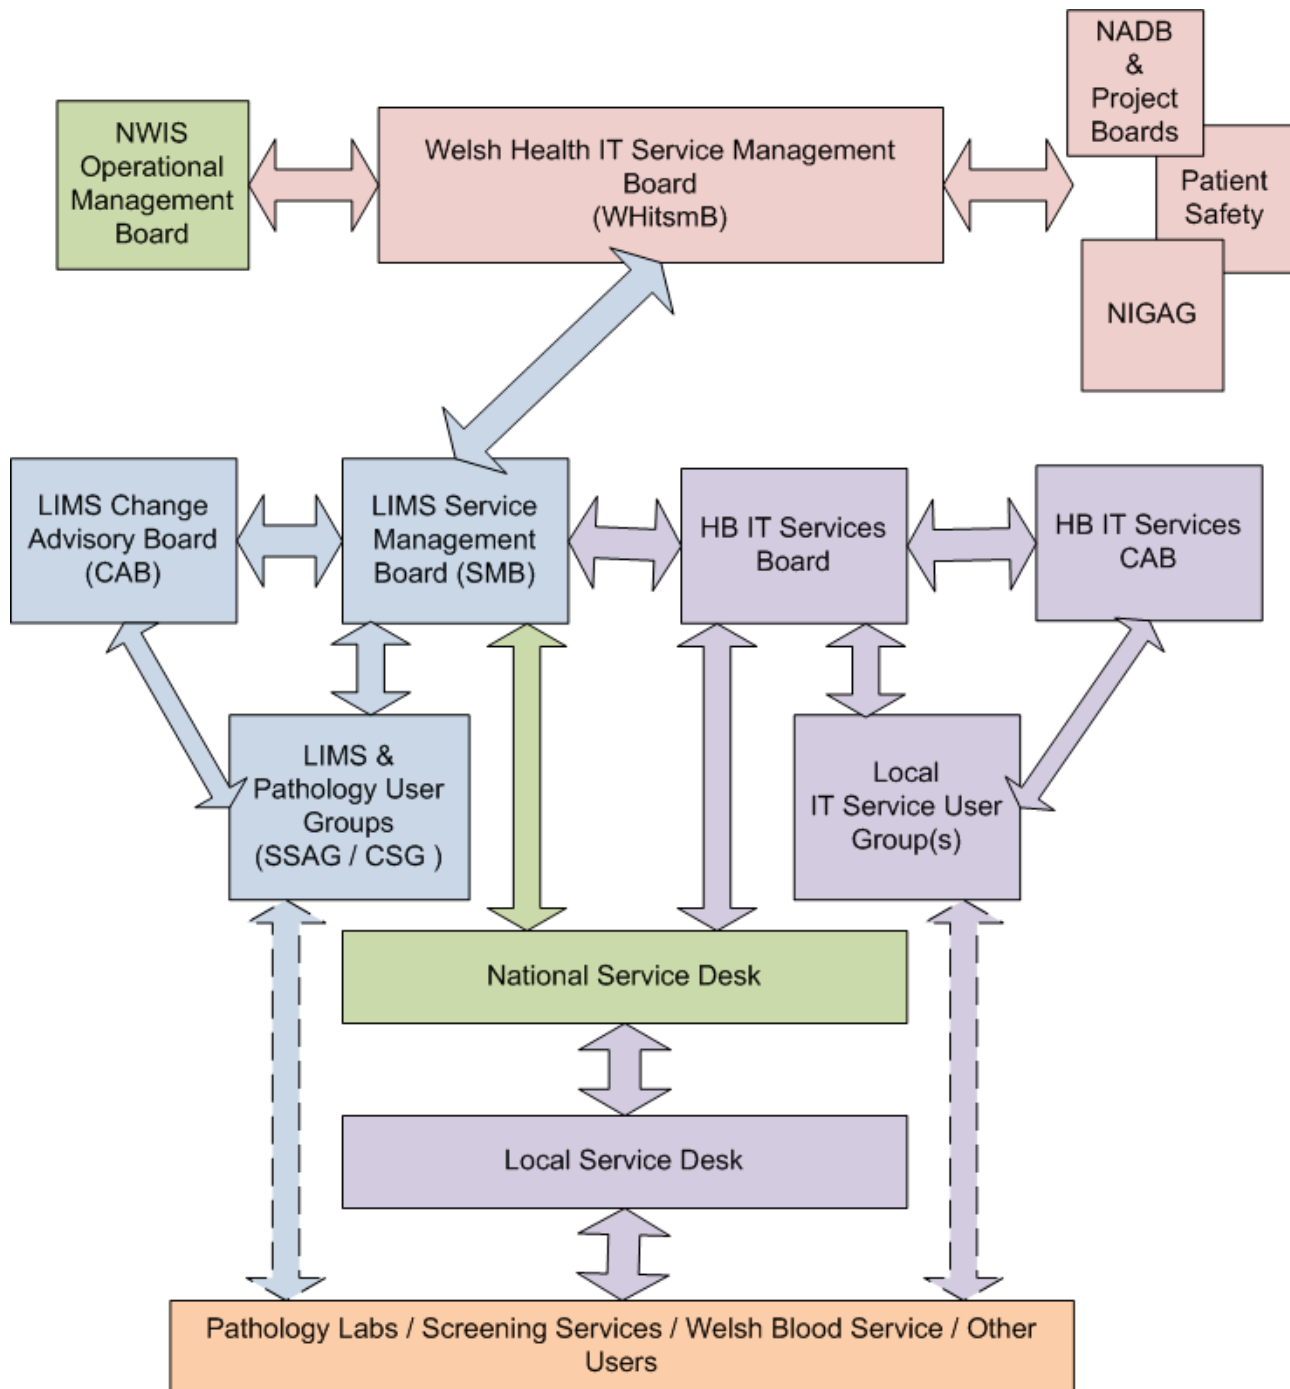 NADB
&
Project
Boards
NWIS
Operational
Management
Board
Welsh Health IT Service Management
Board
(WHitsmB)
Patient
Safety
NIGAG
LIMS Change
Advisory Board
(CAB)
LIMS Service
Management
Board (SMB)
HB IT Services
Board
HB IT Services
CAB
LIMS &
Pathology User
Groups
(SSAG / CSG )
Local
IT Service User
Group(s)
National Service Desk
Local Service Desk
Pathology Labs / Screening Services / Welsh Blood Service / Other
Users